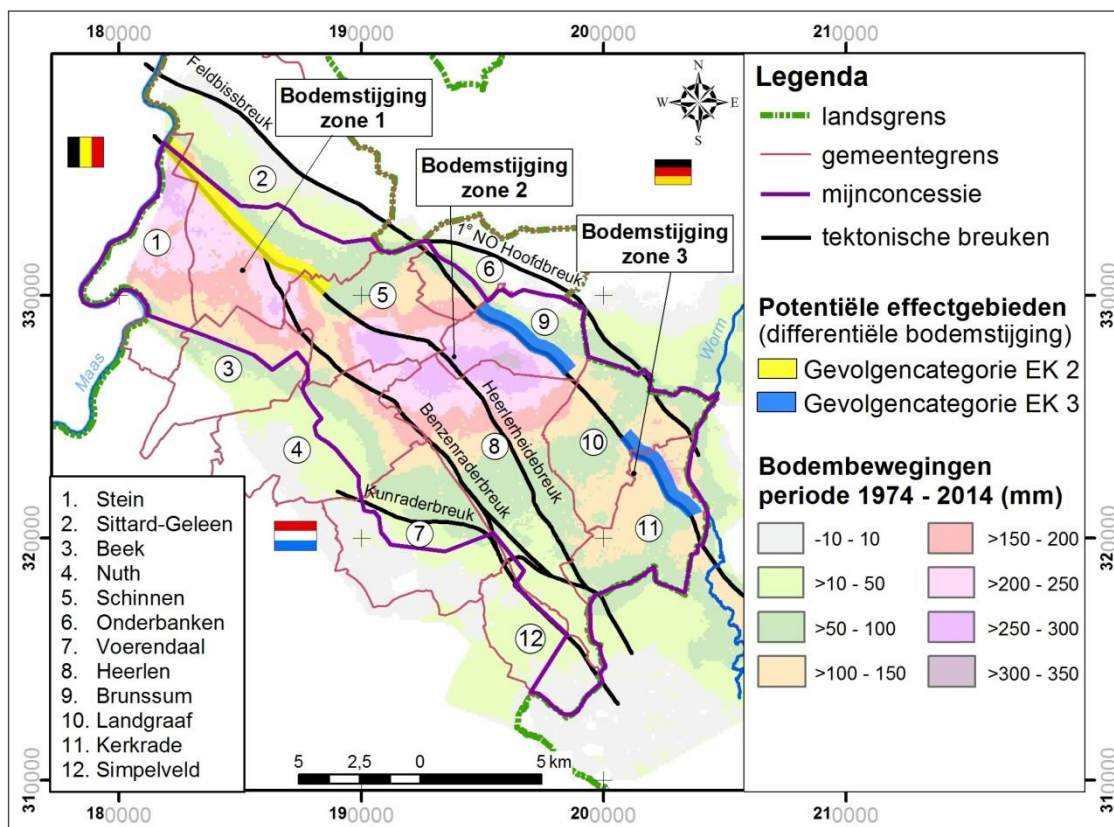 180000
190000
200000
210000
330000
320000
310000
330000
320000
310000
Feldbissbreuk
Bodemstijging
zone 1
Bodemstijging
zone 2
Bodemstijging
zone 3
1e NO Hoofdbreuk
Heerlerheidebreuk
Benzenraderbreuk
Kunraderbreuk
Maas
Worm
N
W E
S
1
2
3
4
5
6
7
8
9
10
11
12
1. Stein
2. Sittard-Geleen
3. Beek
4. Nuth
5. Schinnen
6. Onderbanken
7. Voerendaal
8. Heerlen
9. Brunssum
10. Landgraaf
11. Kerkrade
12. Simpelveld
5 2,5 0 5 km
Legenda
landsgrens
gemeentegrens
mijnconcessie
tektonische breuken
Potentiële effectgebieden
(differentiële bodemstijging)
Gevolgencategorie EK 2
Gevolgencategorie EK 3
Bodembewegingen
periode 1974 - 2014 (mm)
-10 - 10
>10 - 50
>50 - 100
>100 - 150
>150 - 200
>200 - 250
>250 - 300
>300 - 350
180000
190000
200000
210000